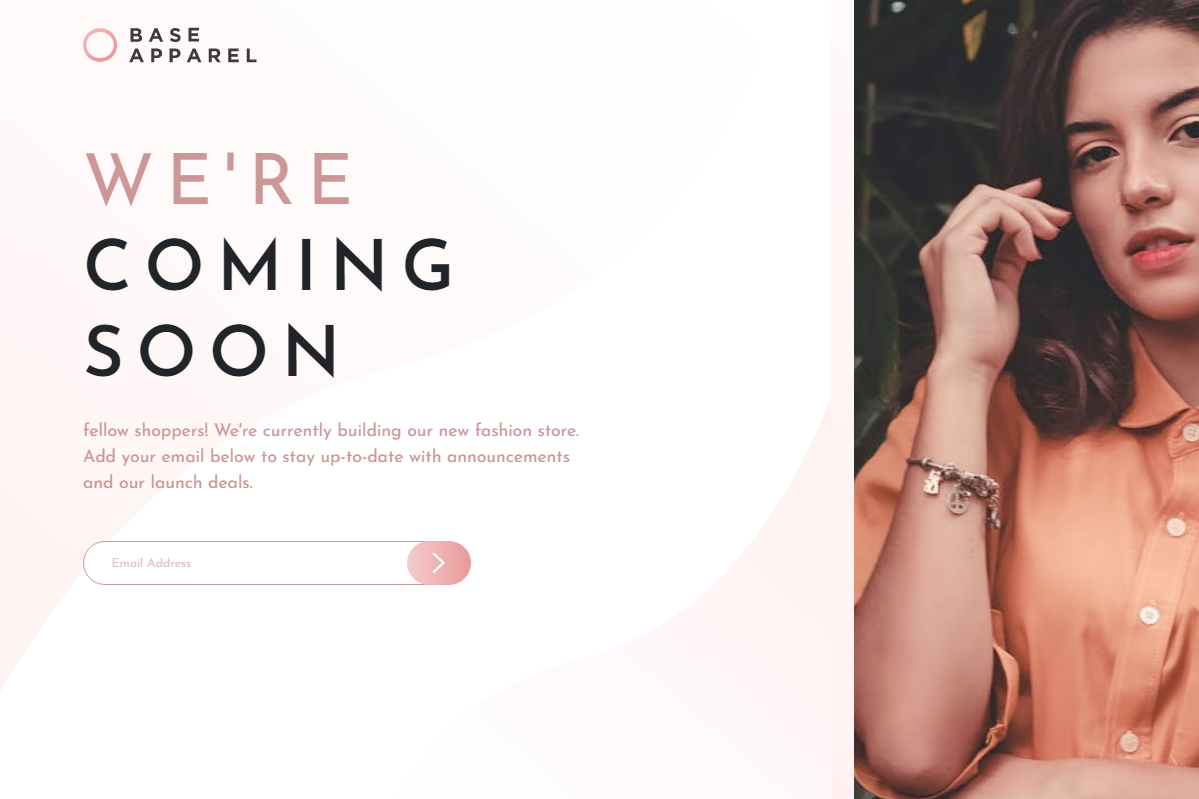 BASE
APPAREL
WE'RE
COMING
SOON
fellow shoppers! We're currently building our new fashion store.
Add your email below to stay up-to-date with announcements
and our launch deals.
Email Address